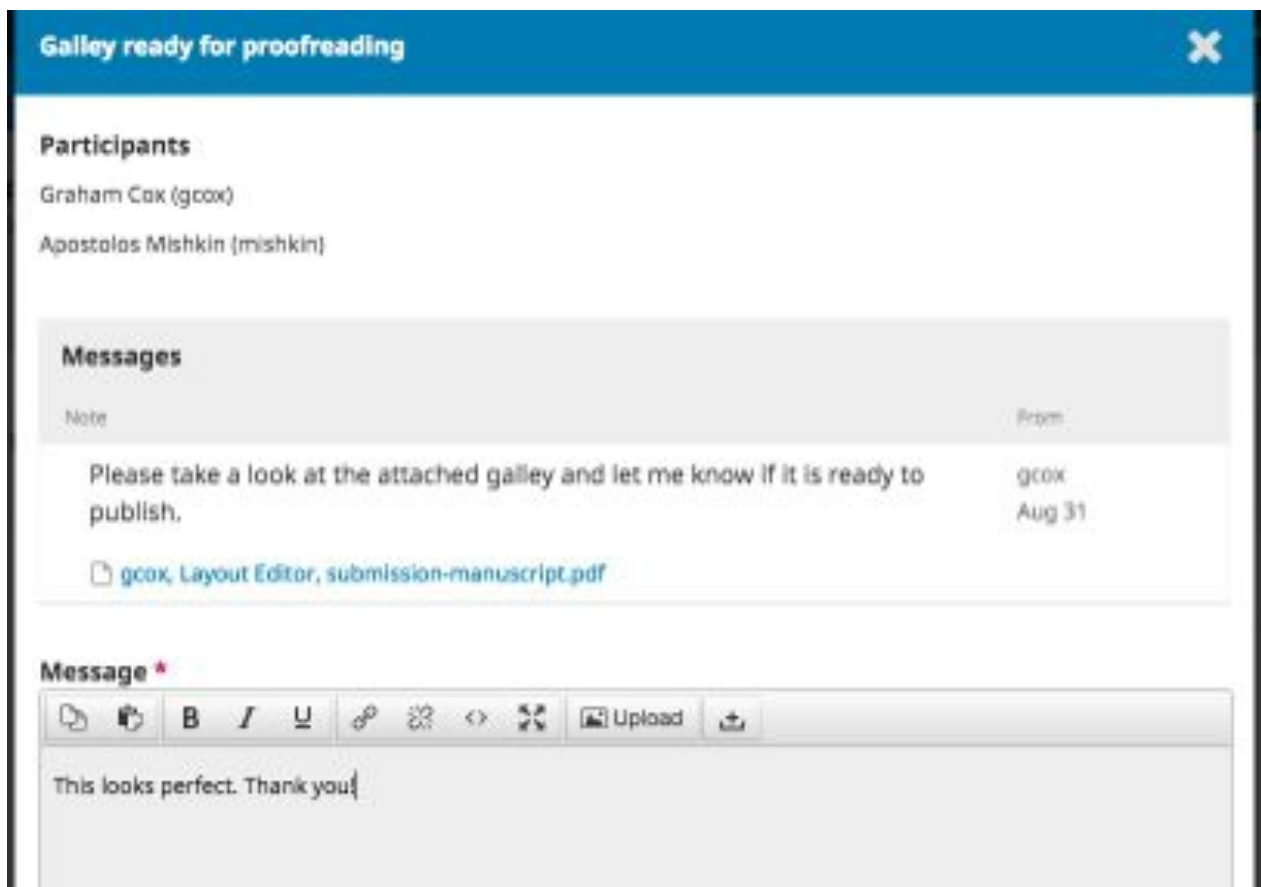 Galley ready for proofreading
Participants
Graham Cox (gcox)
Apostolos Mishkin (mishkin)
Messages
Note From
Please take a look at the attached galley and let me know if it is ready to gcox
publish. Aug 31
gcox, Layout Editor, submission-manuscript.pdf
Message *
B I U Upload
This looks perfect. Thank you!